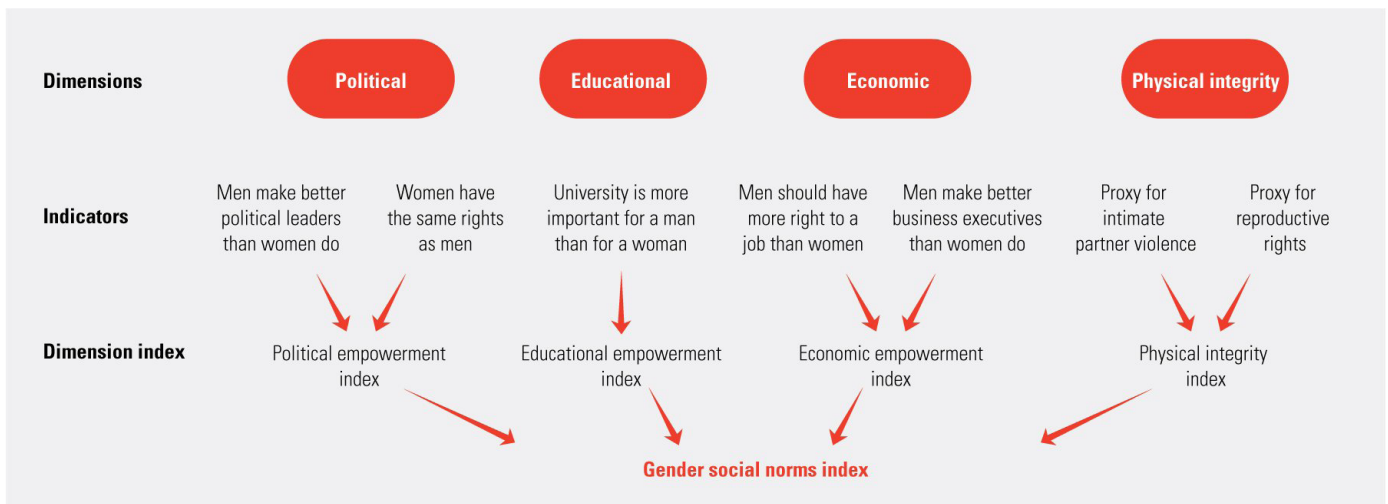 Dimensions
Political
Educational
Economic
Physical integrity
Indicators
Men make better
political leaders
than women do
Women have
the same rights
as men
University is more
important for a man
than for a woman
Men should have
more right to a
job than women
Men make better
business executives
than women do
Proxy for
intimate
partner violence
Proxy for
reproductive
rights
Dimension index
Political empowerment
index
Educational empowerment
index
Economic empowerment
index
Physical integrity
index
Gender social norms index